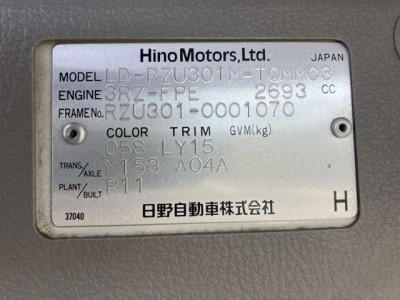 Hino Motors, Ltd. JAPAN
MODEL LD-RZU301M-TQMMC3
ENGINE 3RZ-FPE 2693 CC
FRAME No. RZU301-0001070
COLOR TRIM GVM(kg)
058 LY15
TRANS./AXLE M153 A04A
PLANT/BUILT P11
37040 日野自動車株式会社 H